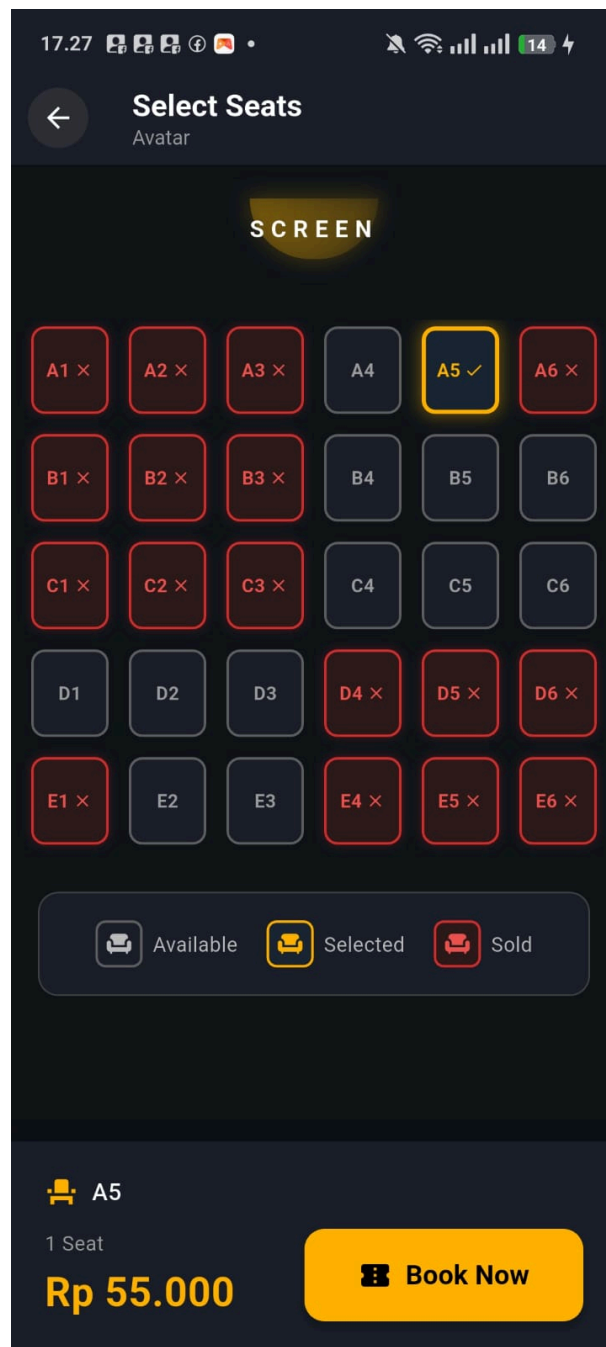 17.27 14
Select Seats
Avatar
SCREEN
A1 × A2 × A3 × A4 A5 ✓ A6 ×
B1 × B2 × B3 × B4 B5 B6
C1 × C2 × C3 × C4 C5 C6
D1 D2 D3 D4 × D5 × D6 ×
E1 × E2 E3 E4 × E5 × E6 ×
Available Selected Sold
A5
1 Seat
Rp 55.000 Book Now